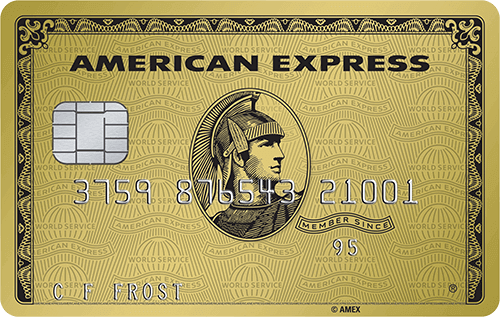 AMERICAN EXPRESS
3759 876543 21001
MEMBER SINCE
95
C F FROST
®
© AMEX